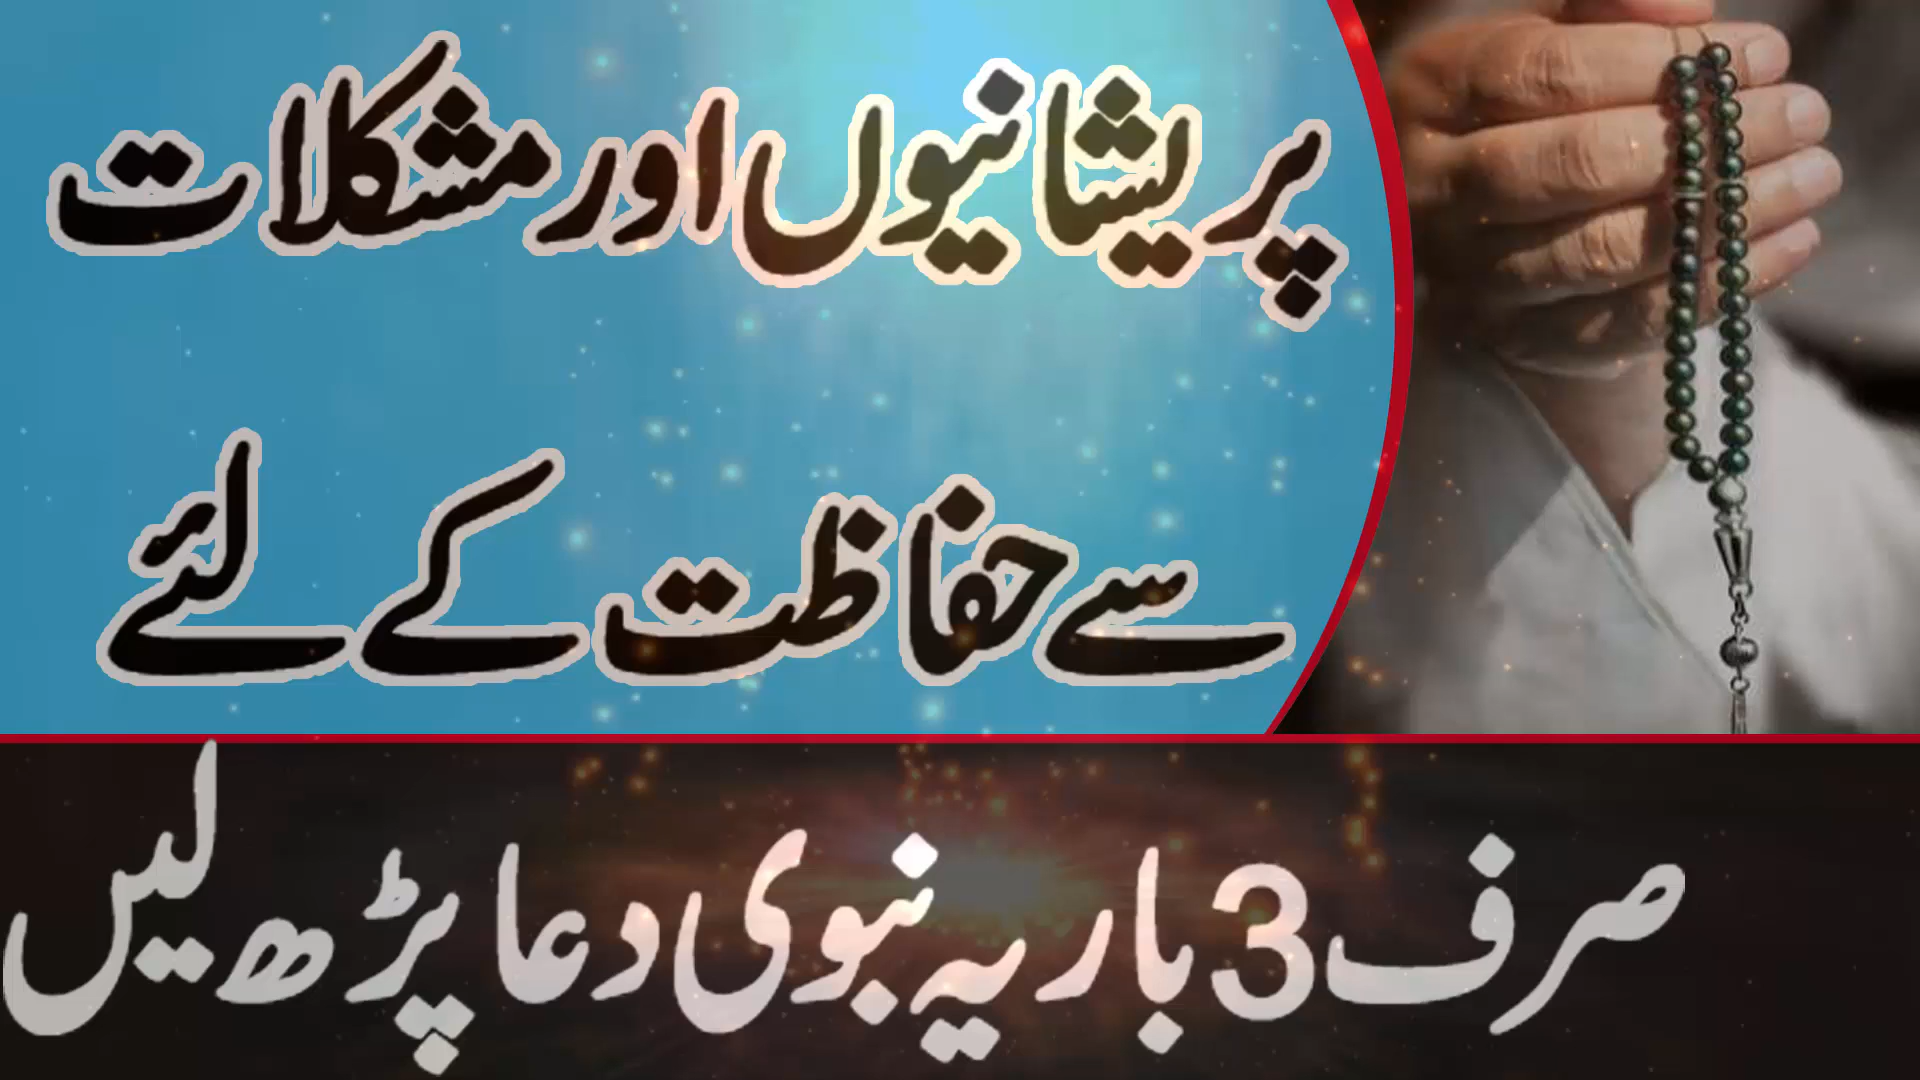 پریشانیوں اور مشکلات
سے حفاظت کے لئے
صرف 3 بار یہ نبوی دعا پڑھ لیں